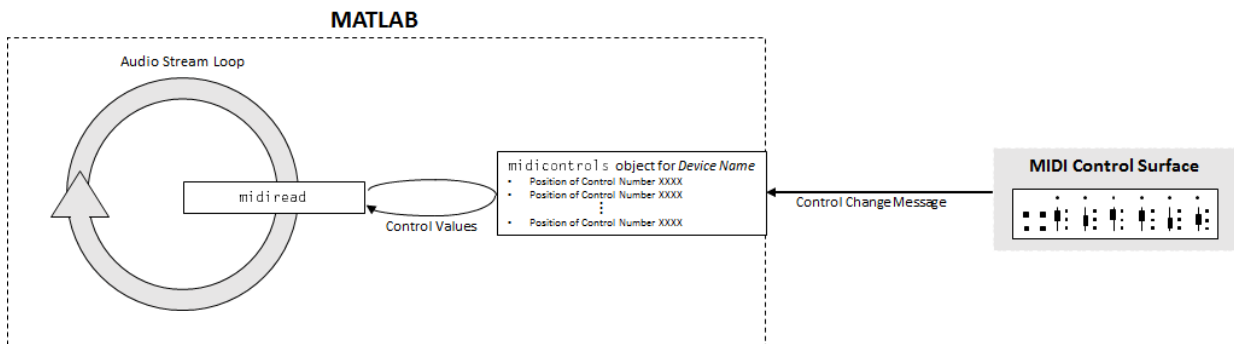 MATLAB
Audio Stream Loop
midiread
Control Values
midicontrols object for Device Name
• Position of Control Number XXXX
• Position of Control Number XXXX
⋮
• Position of Control Number XXXX
Control Change Message
MIDI Control Surface